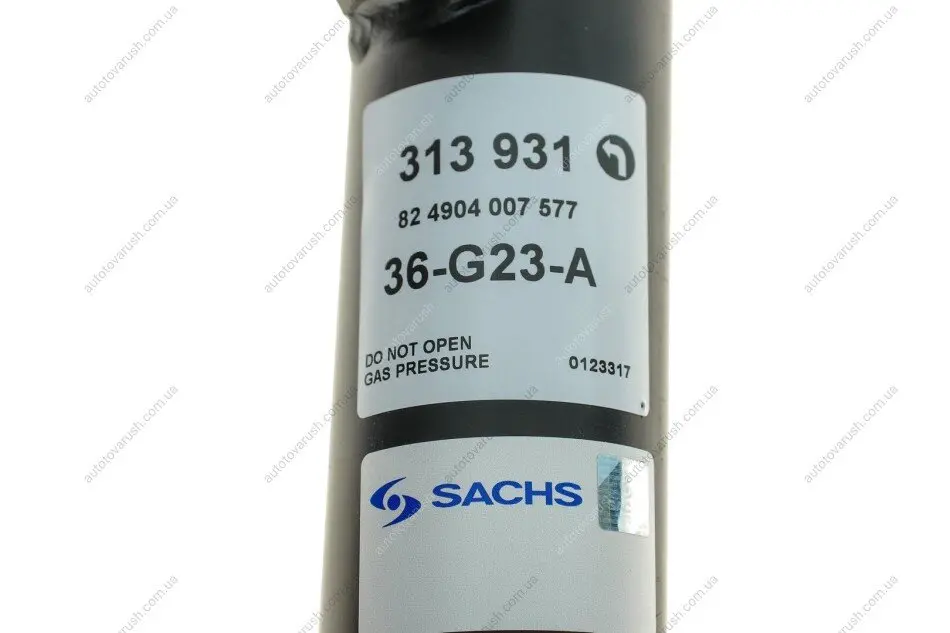 313 931
82 4904 007 577
36-G23-A
DO NOT OPEN
GAS PRESSURE
0123317
SACHS
autotovarush.com.ua